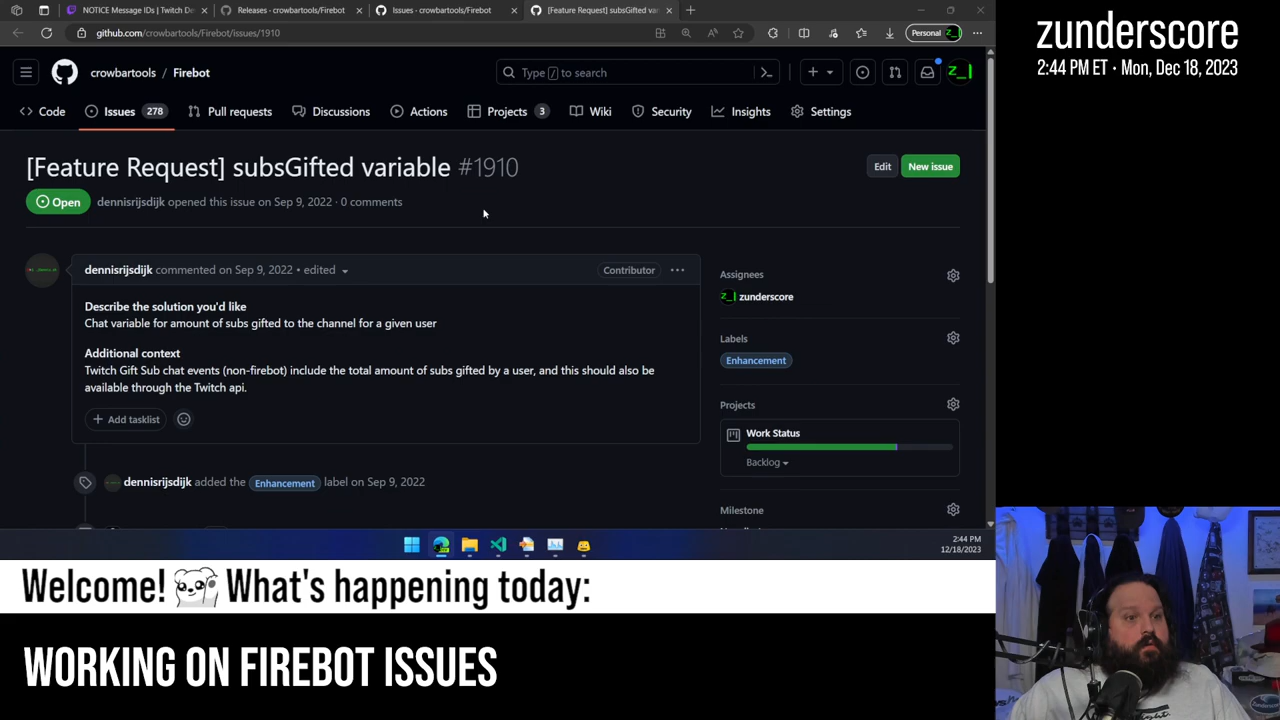 NOTICE Message IDs | Twitch De
Releases - crowbartools/Firebot
Issues - crowbartools/Firebot
[Feature Request] subsGifted var
github.com/crowbartools/Firebot/issues/1910
Personal
crowbartools / Firebot
Type / to search
Code
Issues 278
Pull requests
Discussions
Actions
Projects 3
Wiki
Security
Insights
Settings
[Feature Request] subsGifted variable #1910
Edit
New issue
Open
dennisrijsdijk opened this issue on Sep 9, 2022 · 0 comments
dennisrijsdijk commented on Sep 9, 2022 • edited
Contributor
Describe the solution you'd like
Chat variable for amount of subs gifted to the channel for a given user
Additional context
Twitch Gift Sub chat events (non-firebot) include the total amount of subs gifted by a user, and this should also be
available through the Twitch api.
Add tasklist
dennisrijsdijk added the Enhancement label on Sep 9, 2022
Assignees
zunderscore
Labels
Enhancement
Projects
Work Status
Backlog
Milestone
2:44 PM
12/18/2023
zunderscore
2:44 PM ET · Mon, Dec 18, 2023
Welcome! What's happening today:
WORKING ON FIREBOT ISSUES